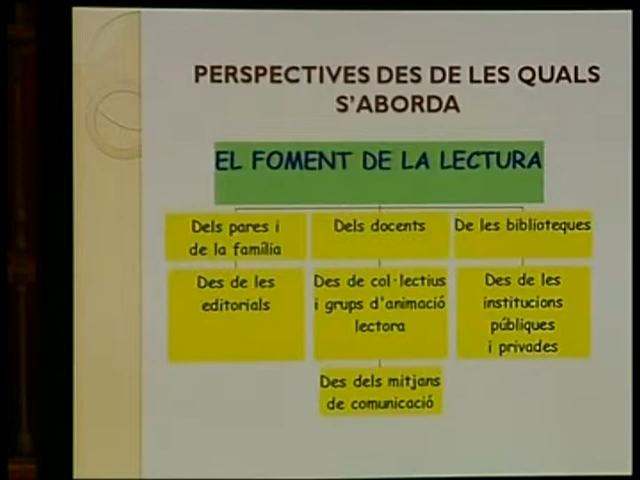 PERSPECTIVES DES DE LES QUALS
S'ABORDA
EL FOMENT DE LA LECTURA
Dels pares i
de la família
Dels docents
De les biblioteques
Des de les
editorials
Des de col·lectius
i grups d'animació
lectora
Des de les
institucions
públiques
i privades
Des dels mitjans
de comunicació